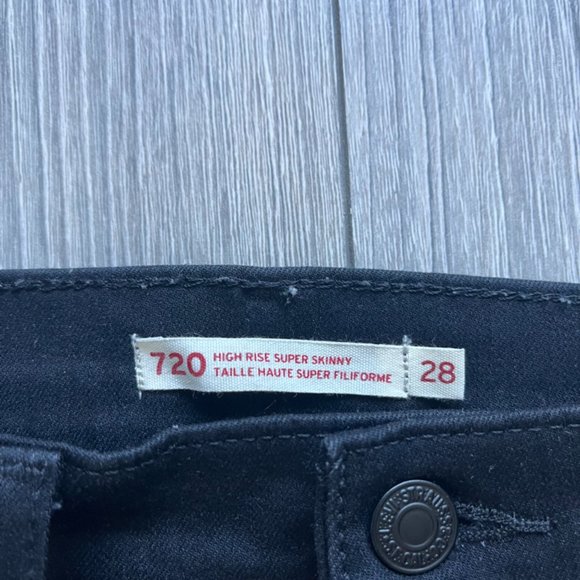 720
HIGH RISE SUPER SKINNY
TAILLE HAUTE SUPER FILIFORME
28